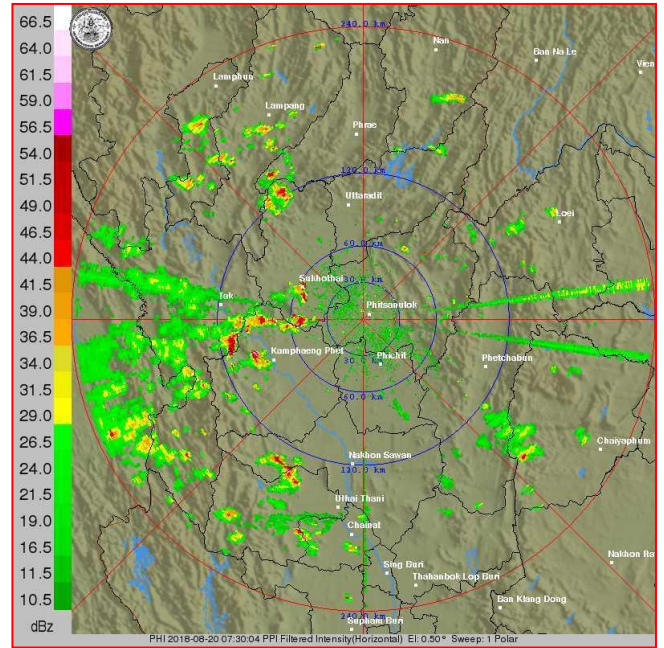 66.5
64.0
61.5
59.0
56.5
54.0
51.5
49.0
46.5
44.0
41.5
39.0
36.5
34.0
31.5
29.0
26.5
24.0
21.5
19.0
16.5
14.0
11.5
10.5
dBz
240.0 km
Nan
Ban Na Le
Vien
Lamphun
Lampang
Phrae
120.0 km
Uttaradit
Loei
60.0 km
Sukhothai
Tak
Phitsanulok
Kamphaeng Phet
Phichit
Phetchabun
60.0 km
Chaiyaphum
Nakhon Sawan
120.0 km
Uthai Thani
Chainat
Nakhon Ra
Sing Buri
Thahanbok Lop Buri
Ban Klang Dong
240.0 km
Suphan Buri
PHI 2018-08-20 07:30:04 PPI Filtered Intensity(Horizontal) El: 0.50° Sweep: 1 Polar